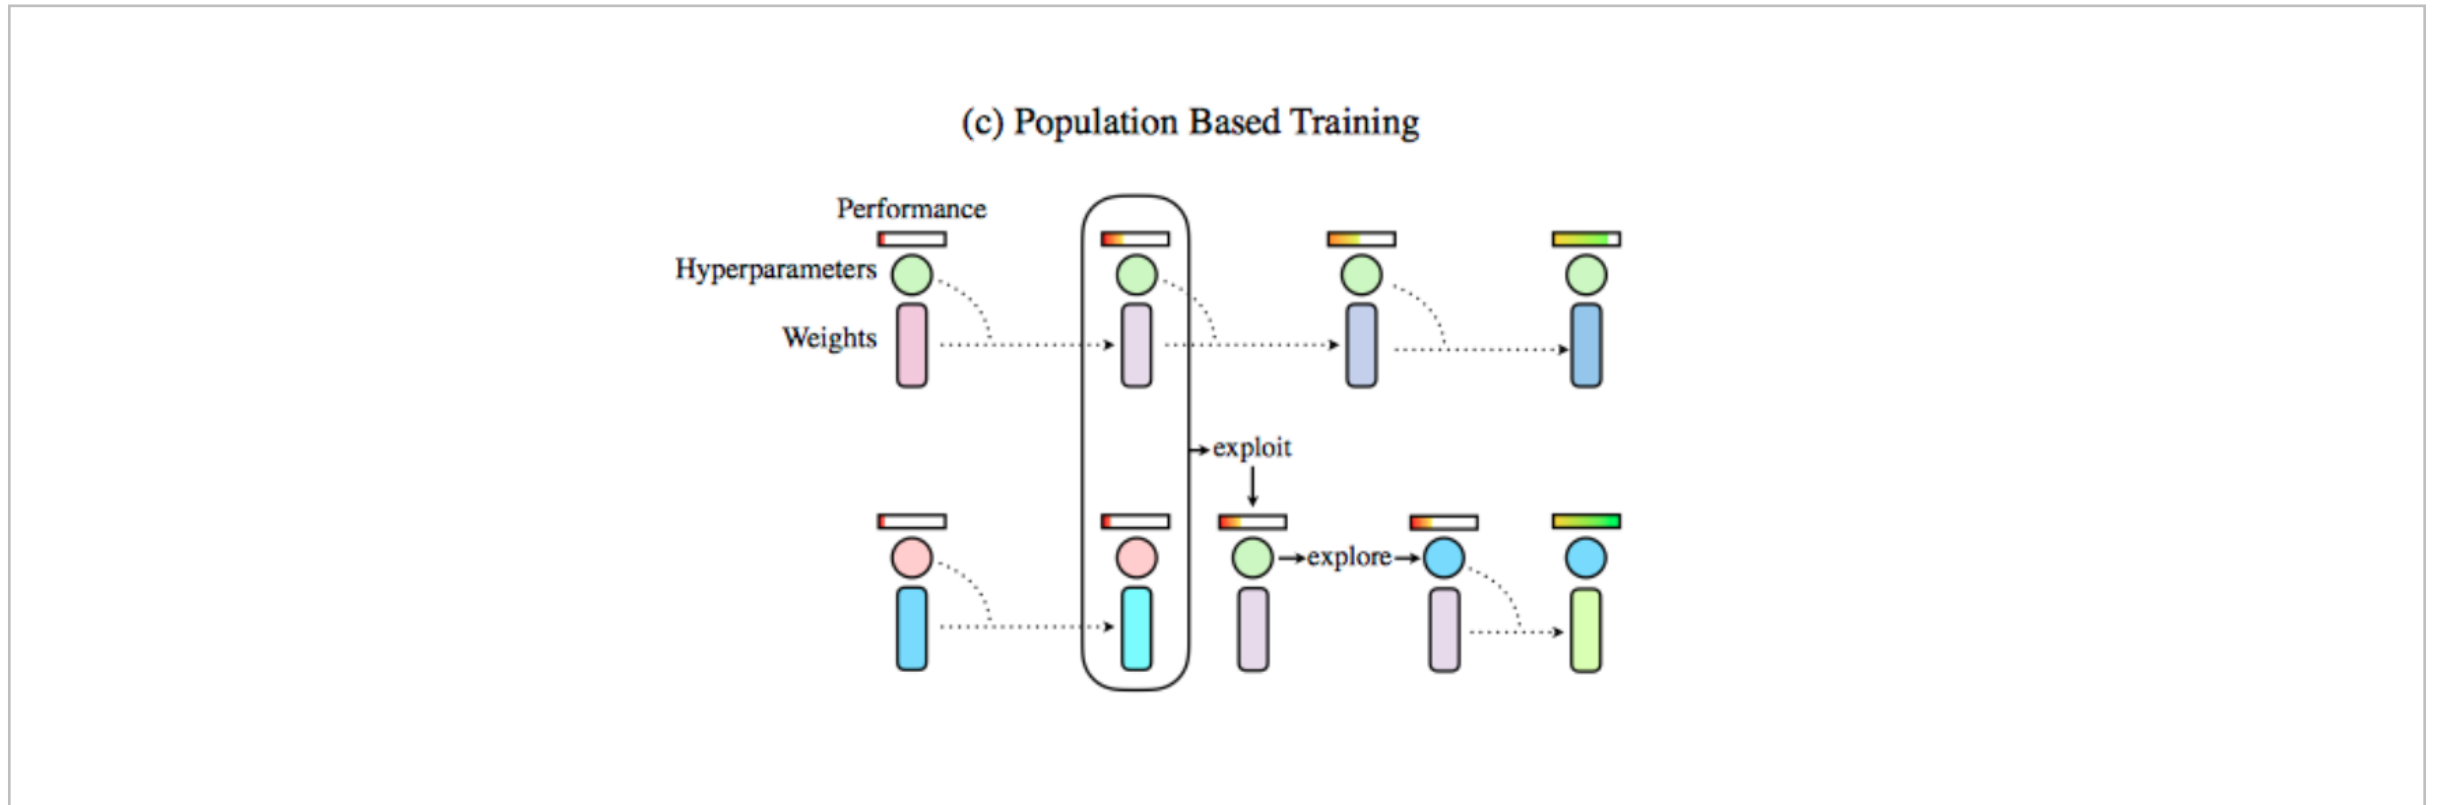 (c) Population Based Training
Performance
Hyperparameters
Weights
exploit
explore